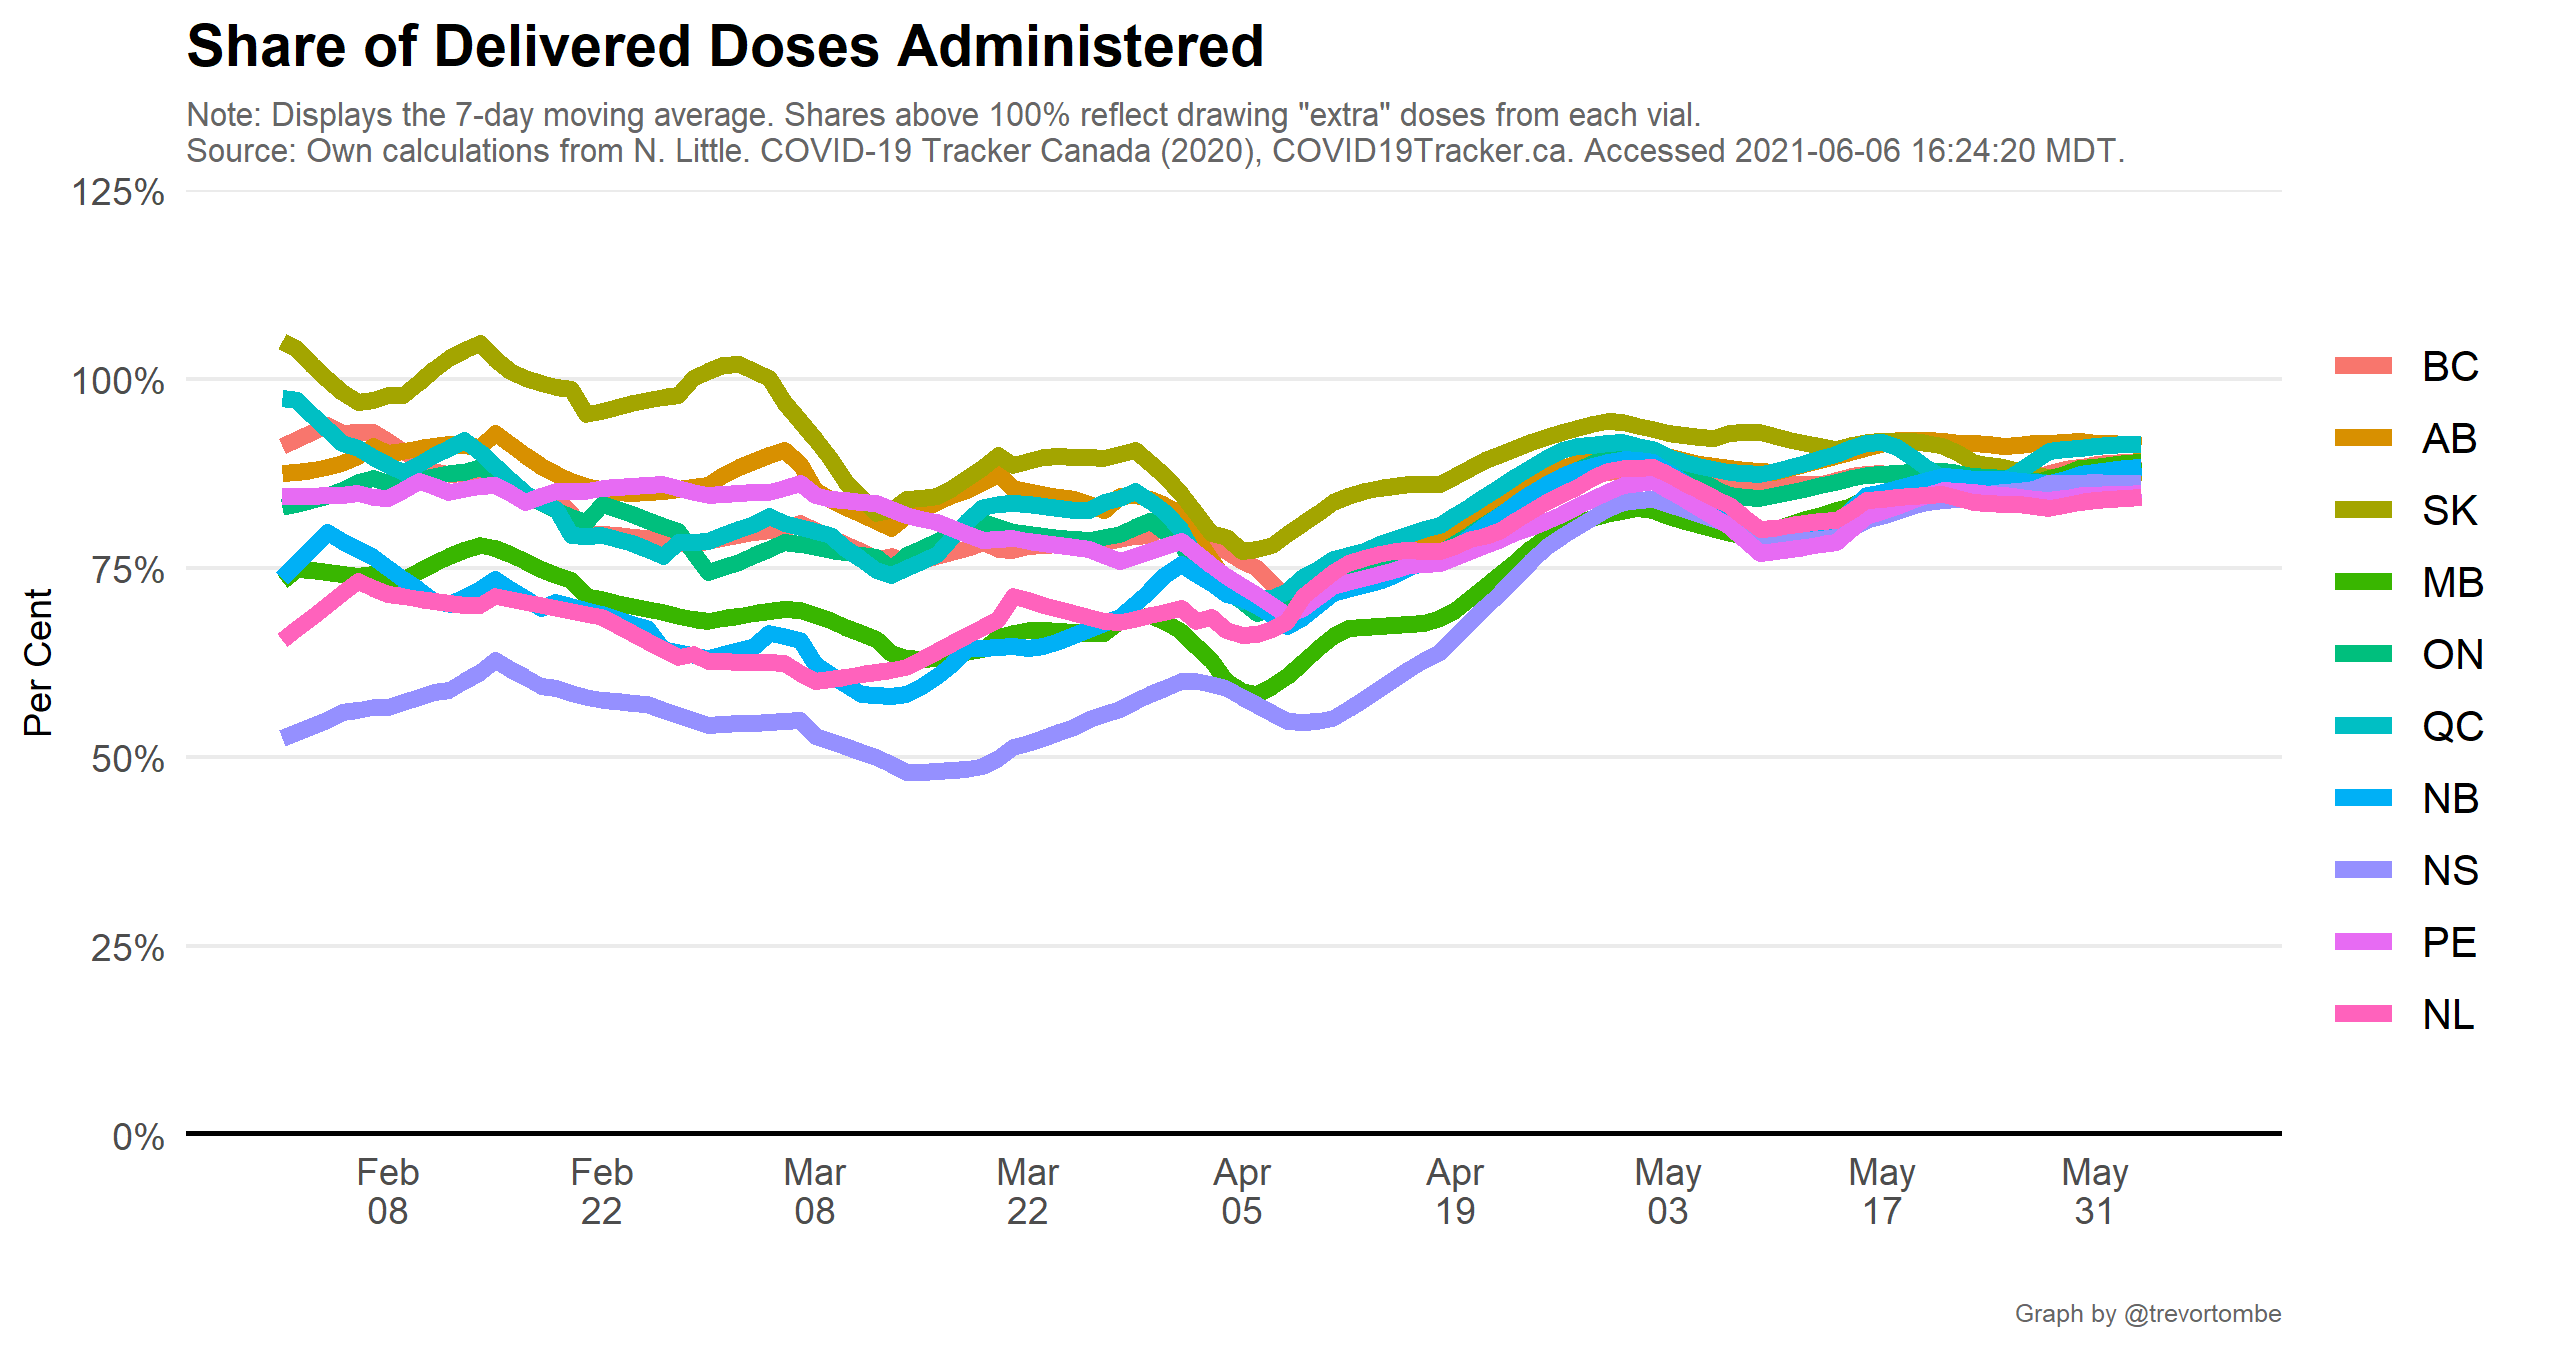 Share of Delivered Doses Administered
Note: Displays the 7-day moving average. Shares above 100% reflect drawing "extra" doses from each vial.
Source: Own calculations from N. Little. COVID-19 Tracker Canada (2020), COVID19Tracker.ca. Accessed 2021-06-06 16:24:20 MDT.
125%
100%
75%
50%
25%
0%
Per Cent
Feb 08
Feb 22
Mar 08
Mar 22
Apr 05
Apr 19
May 03
May 17
May 31
BC
AB
SK
MB
ON
QC
NB
NS
PE
NL
Graph by @trevortombe